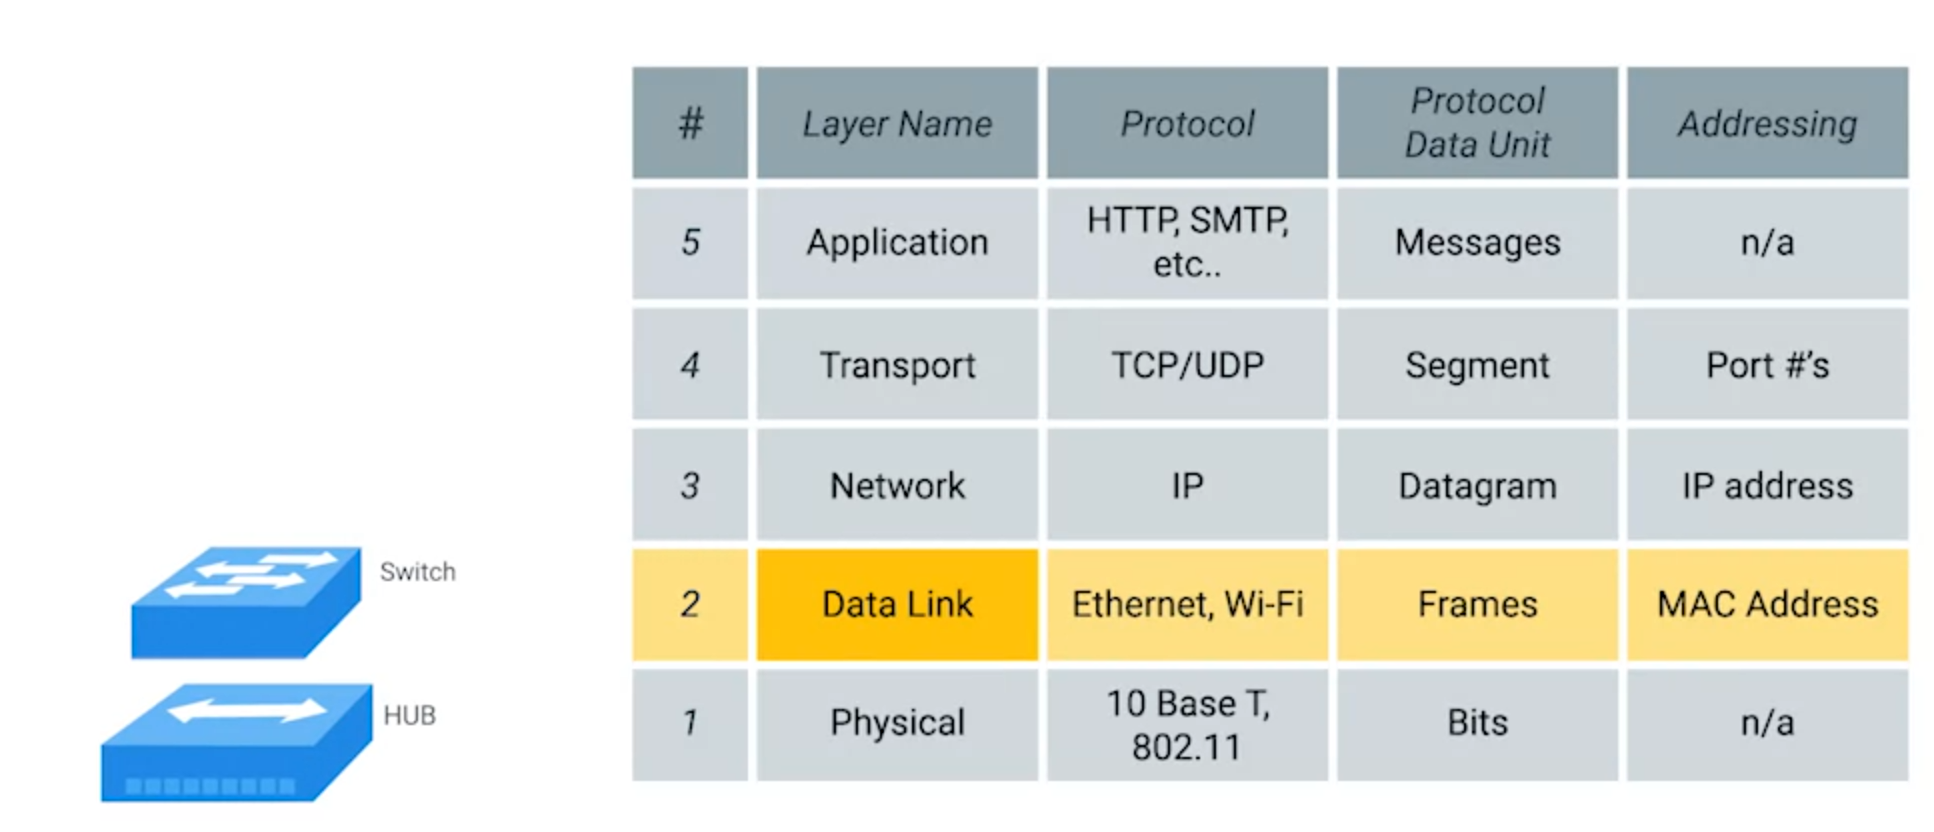 #
Layer Name
Protocol
Protocol
Data Unit
Addressing
5
Application
HTTP, SMTP,
etc..
Messages
n/a
4
Transport
TCP/UDP
Segment
Port #’s
3
Network
IP
Datagram
IP address
2
Data Link
Ethernet, Wi-Fi
Frames
MAC Address
1
Physical
10 Base T,
802.11
Bits
n/a
Switch
HUB